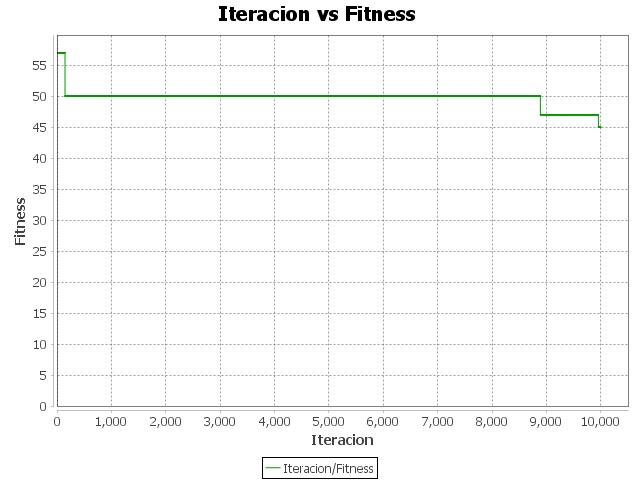 Iteracion vs Fitness
Fitness
55
50
45
40
35
30
25
20
15
10
5
0
0 1,000 2,000 3,000 4,000 5,000 6,000 7,000 8,000 9,000 10,000
Iteracion
Iteracion/Fitness